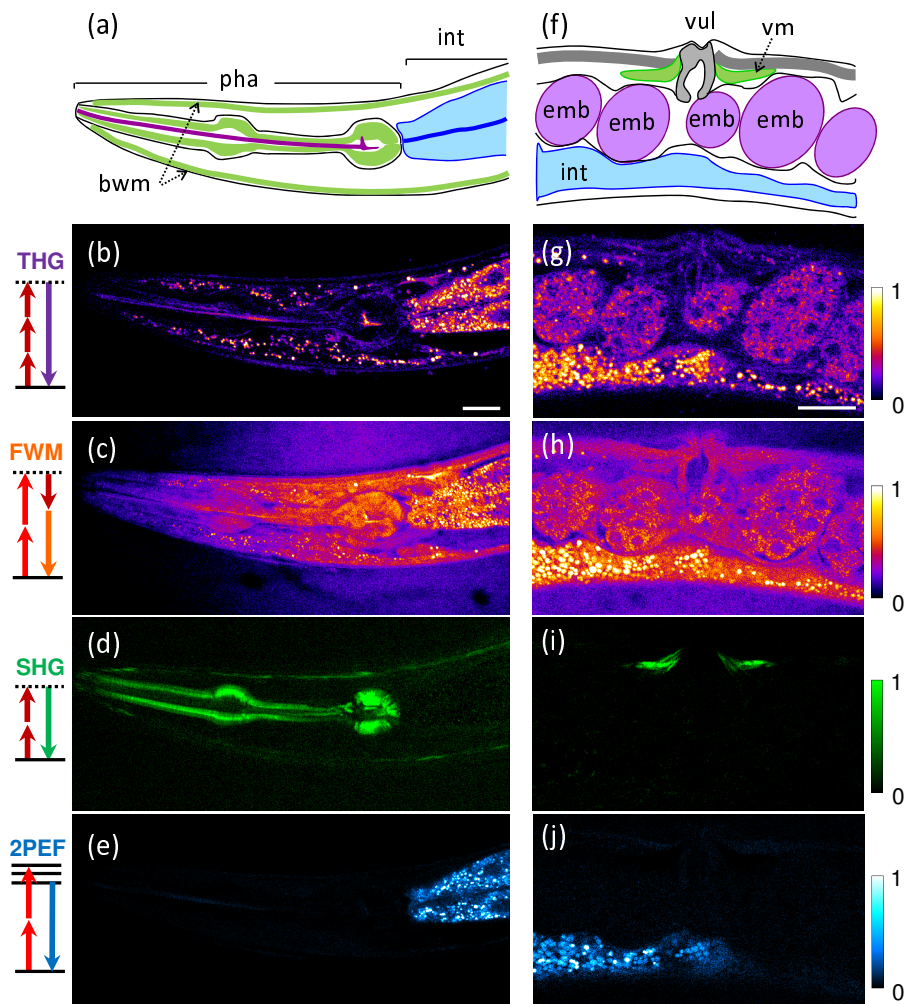 (a)
int
pha
bwm
(f)
vul
vm
emb
emb
emb
emb
int
THG
(b)
(g)
1
0
FWM
(c)
(h)
1
0
SHG
(d)
(i)
1
0
2PEF
(e)
(j)
1
0